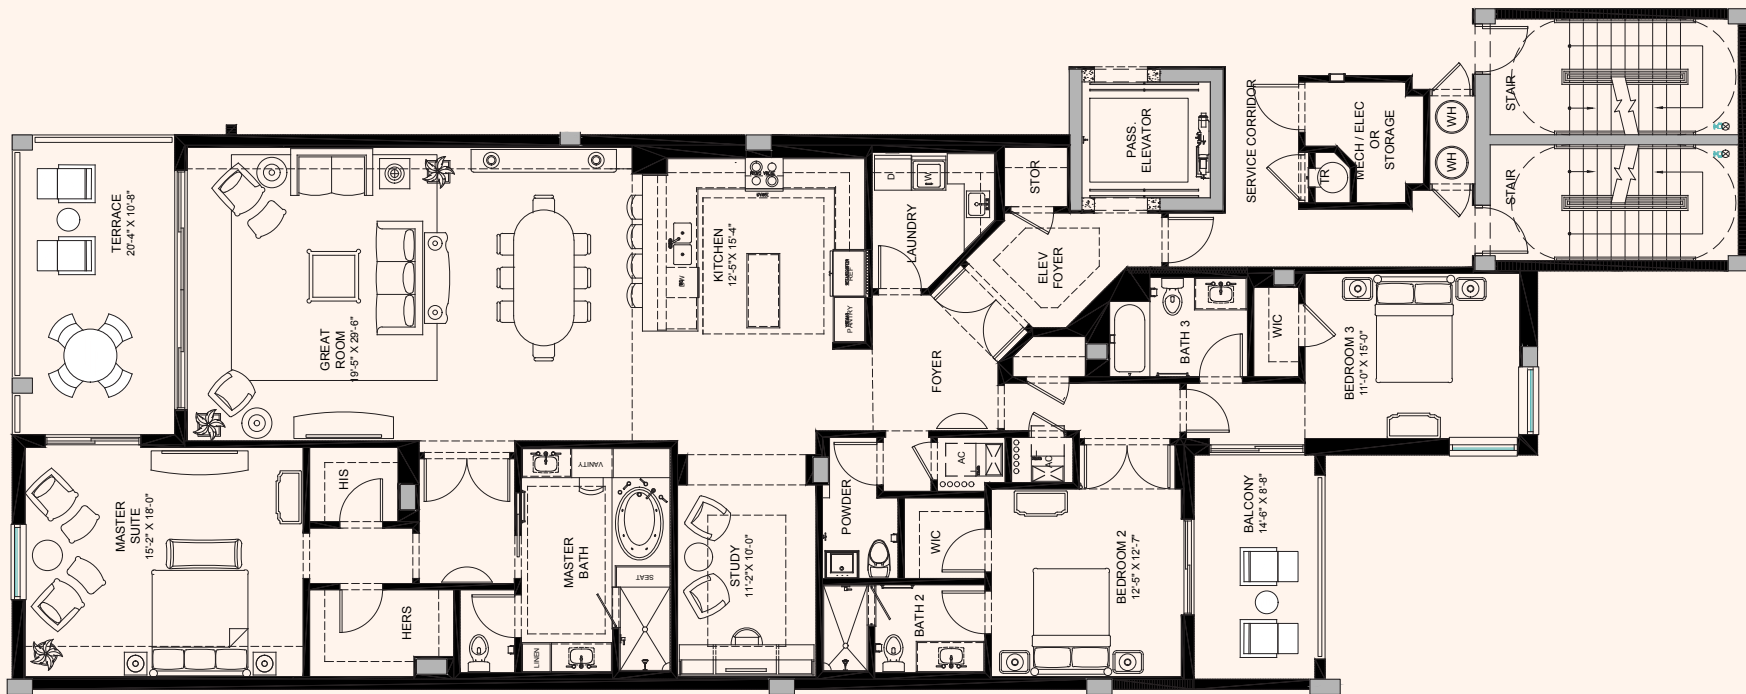 TERRACE
20'-4" X 10'-8"
GREAT
ROOM
19'-5" X 29'-6"
KITCHEN
12'-5"X 15'-4"
DW
REF
PANTRY
D
W
LAUNDRY
STOR
PASS.
ELEVATOR
ELEV
FOYER
FOYER
SERVICE CORRIDOR
MECH / ELEC
OR
STORAGE
TR
WH
WH
STAIR
STAIR
BATH 3
WIC
BEDROOM 3
11'-0" X 15'-0"
MASTER
SUITE
15'-2" X 18'-0"
HIS
HERS
VANITY
MASTER
BATH
SEAT
LINEN
STUDY
11'-2"X 10'-0"
POWDER
AC
AC
WIC
BATH 2
BEDROOM 2
12'-5" X 12'-7"
BALCONY
14'-6" X 8'-8"